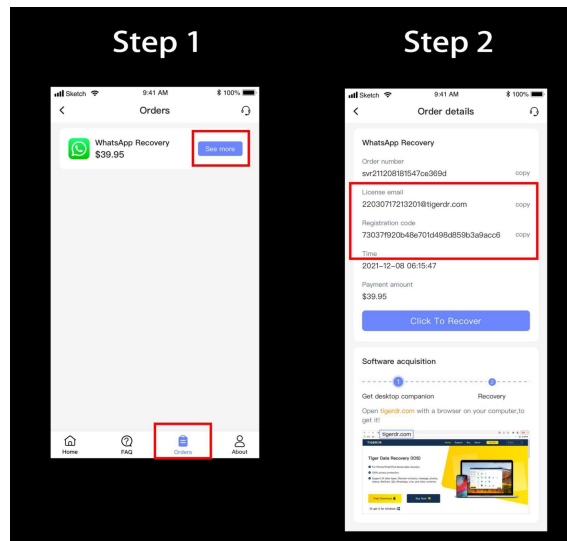 Step 1
Step 2
Sketch 9:41 AM 100%
Orders
WhatsApp Recovery
$39.95
See more
Home
FAQ
Orders
About
Sketch 9:41 AM 100%
Order details
WhatsApp Recovery
Order number
svr211208181547ce369d copy
License email
22030717213201@tigerdr.com copy
Registration code
73037f920b48e701d498d859b3a9acc6 copy
Time
2021-12-08 06:15:47
Payment amount
$39.95
Click To Recover
Software acquisition
1 2
Get desktop companion Recovery
Open tigerdr.com with a browser on your computer,to
get it!
tigerdr.com
Tiger Data Recovery (iOS)